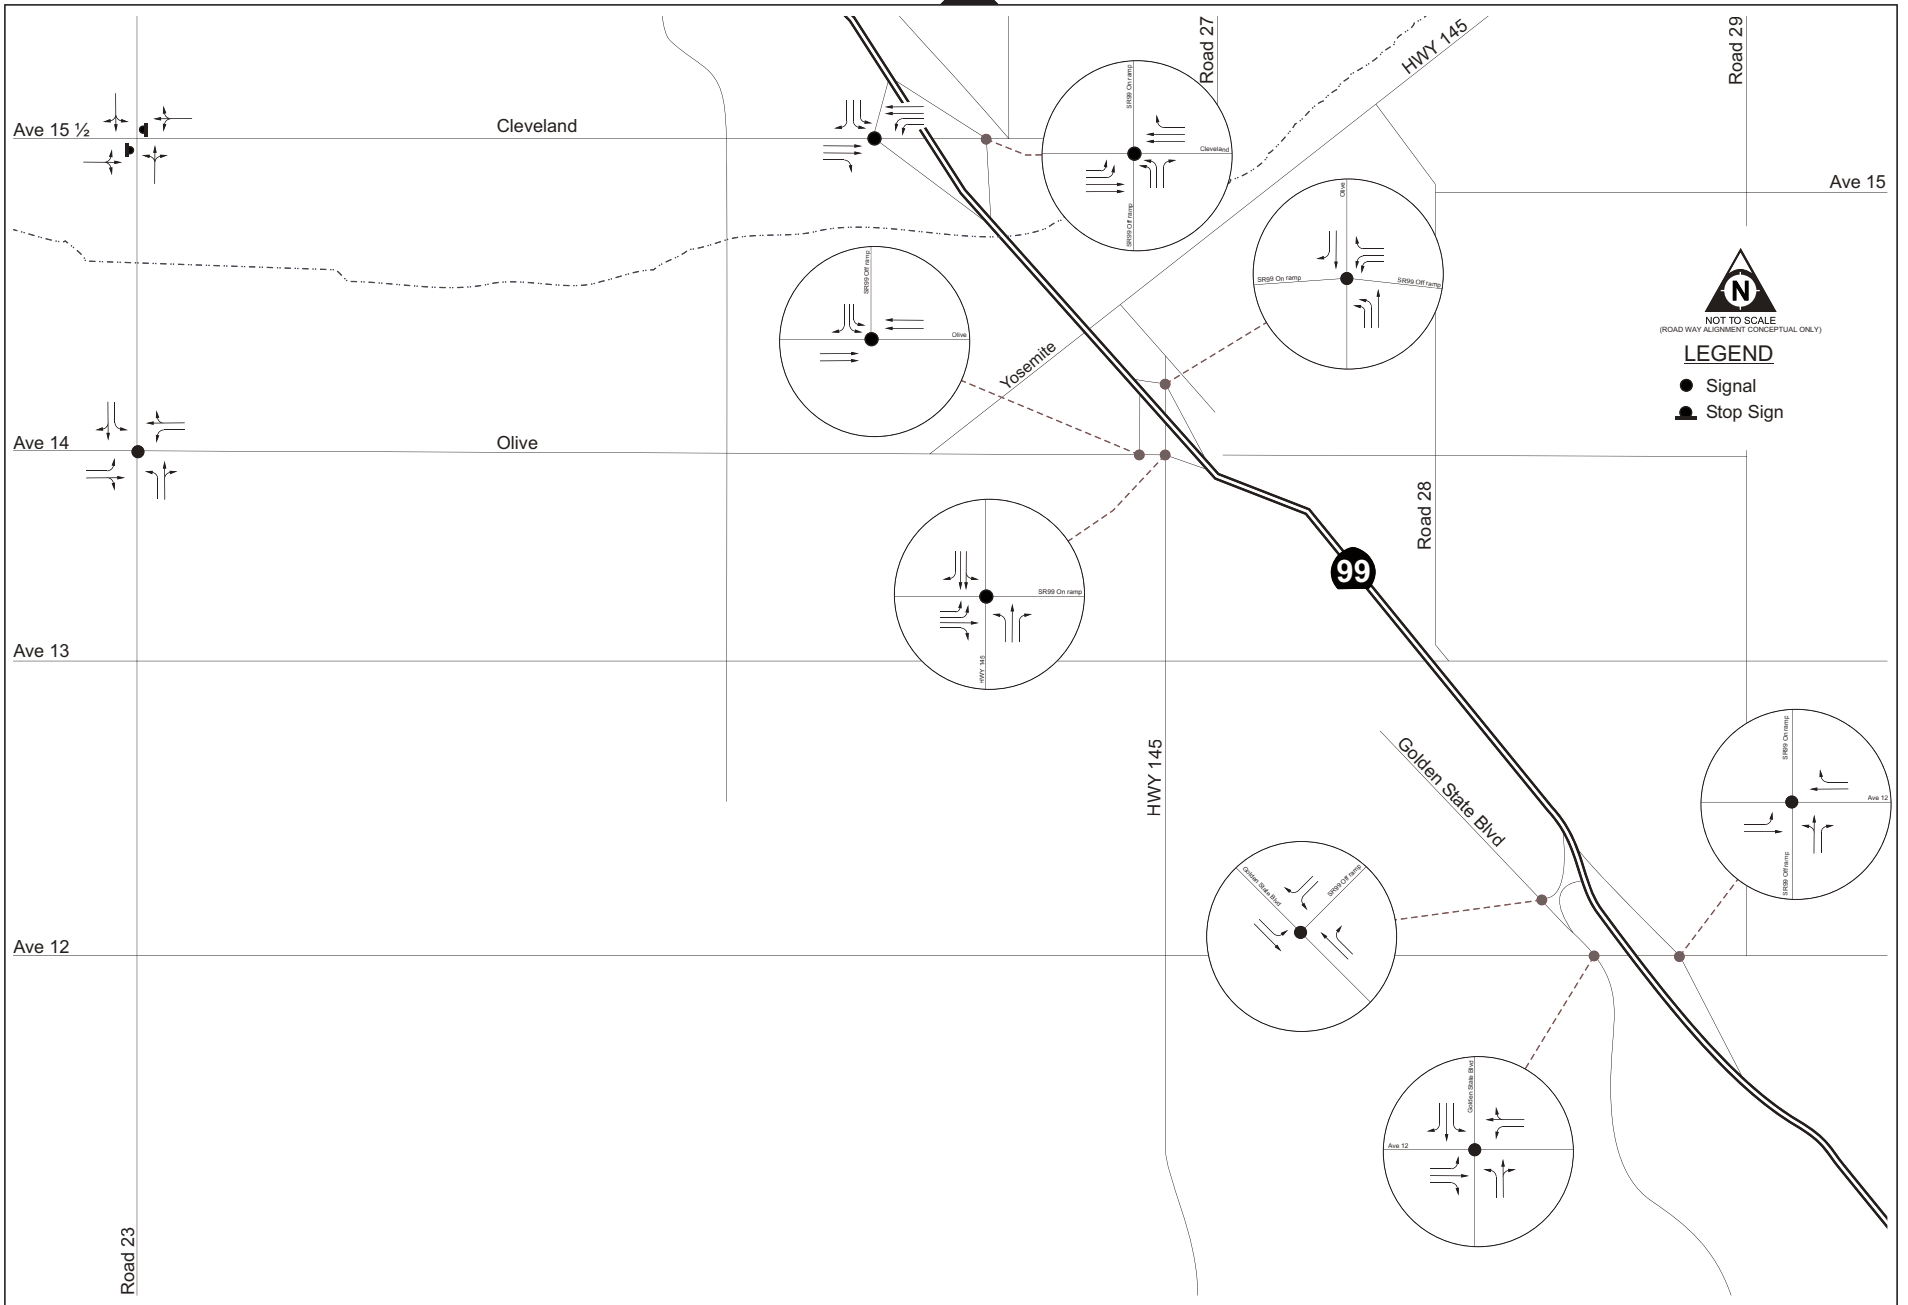 Road 27
HWY 145
Road 29
Ave 15 ½
Cleveland
SR99 On ramp
Cleveland
SR99 Off ramp
Ave 15
Olive
SR99 On ramp
SR99 Off ramp
SR99 Off ramp
Olive
N
NOT TO SCALE
(ROAD WAY ALIGNMENT CONCEPTUAL ONLY)
LEGEND
Signal
Stop Sign
Yosemite
Ave 14
Olive
Road 28
99
SR99 On ramp
HWY 145
Ave 13
HWY 145
Golden State Blvd
SR99 On ramp
Ave 12
SR99 Off ramp
Golden State Blvd
SR99 Off ramp
Ave 12
Golden State Blvd
Ave 12
Road 23